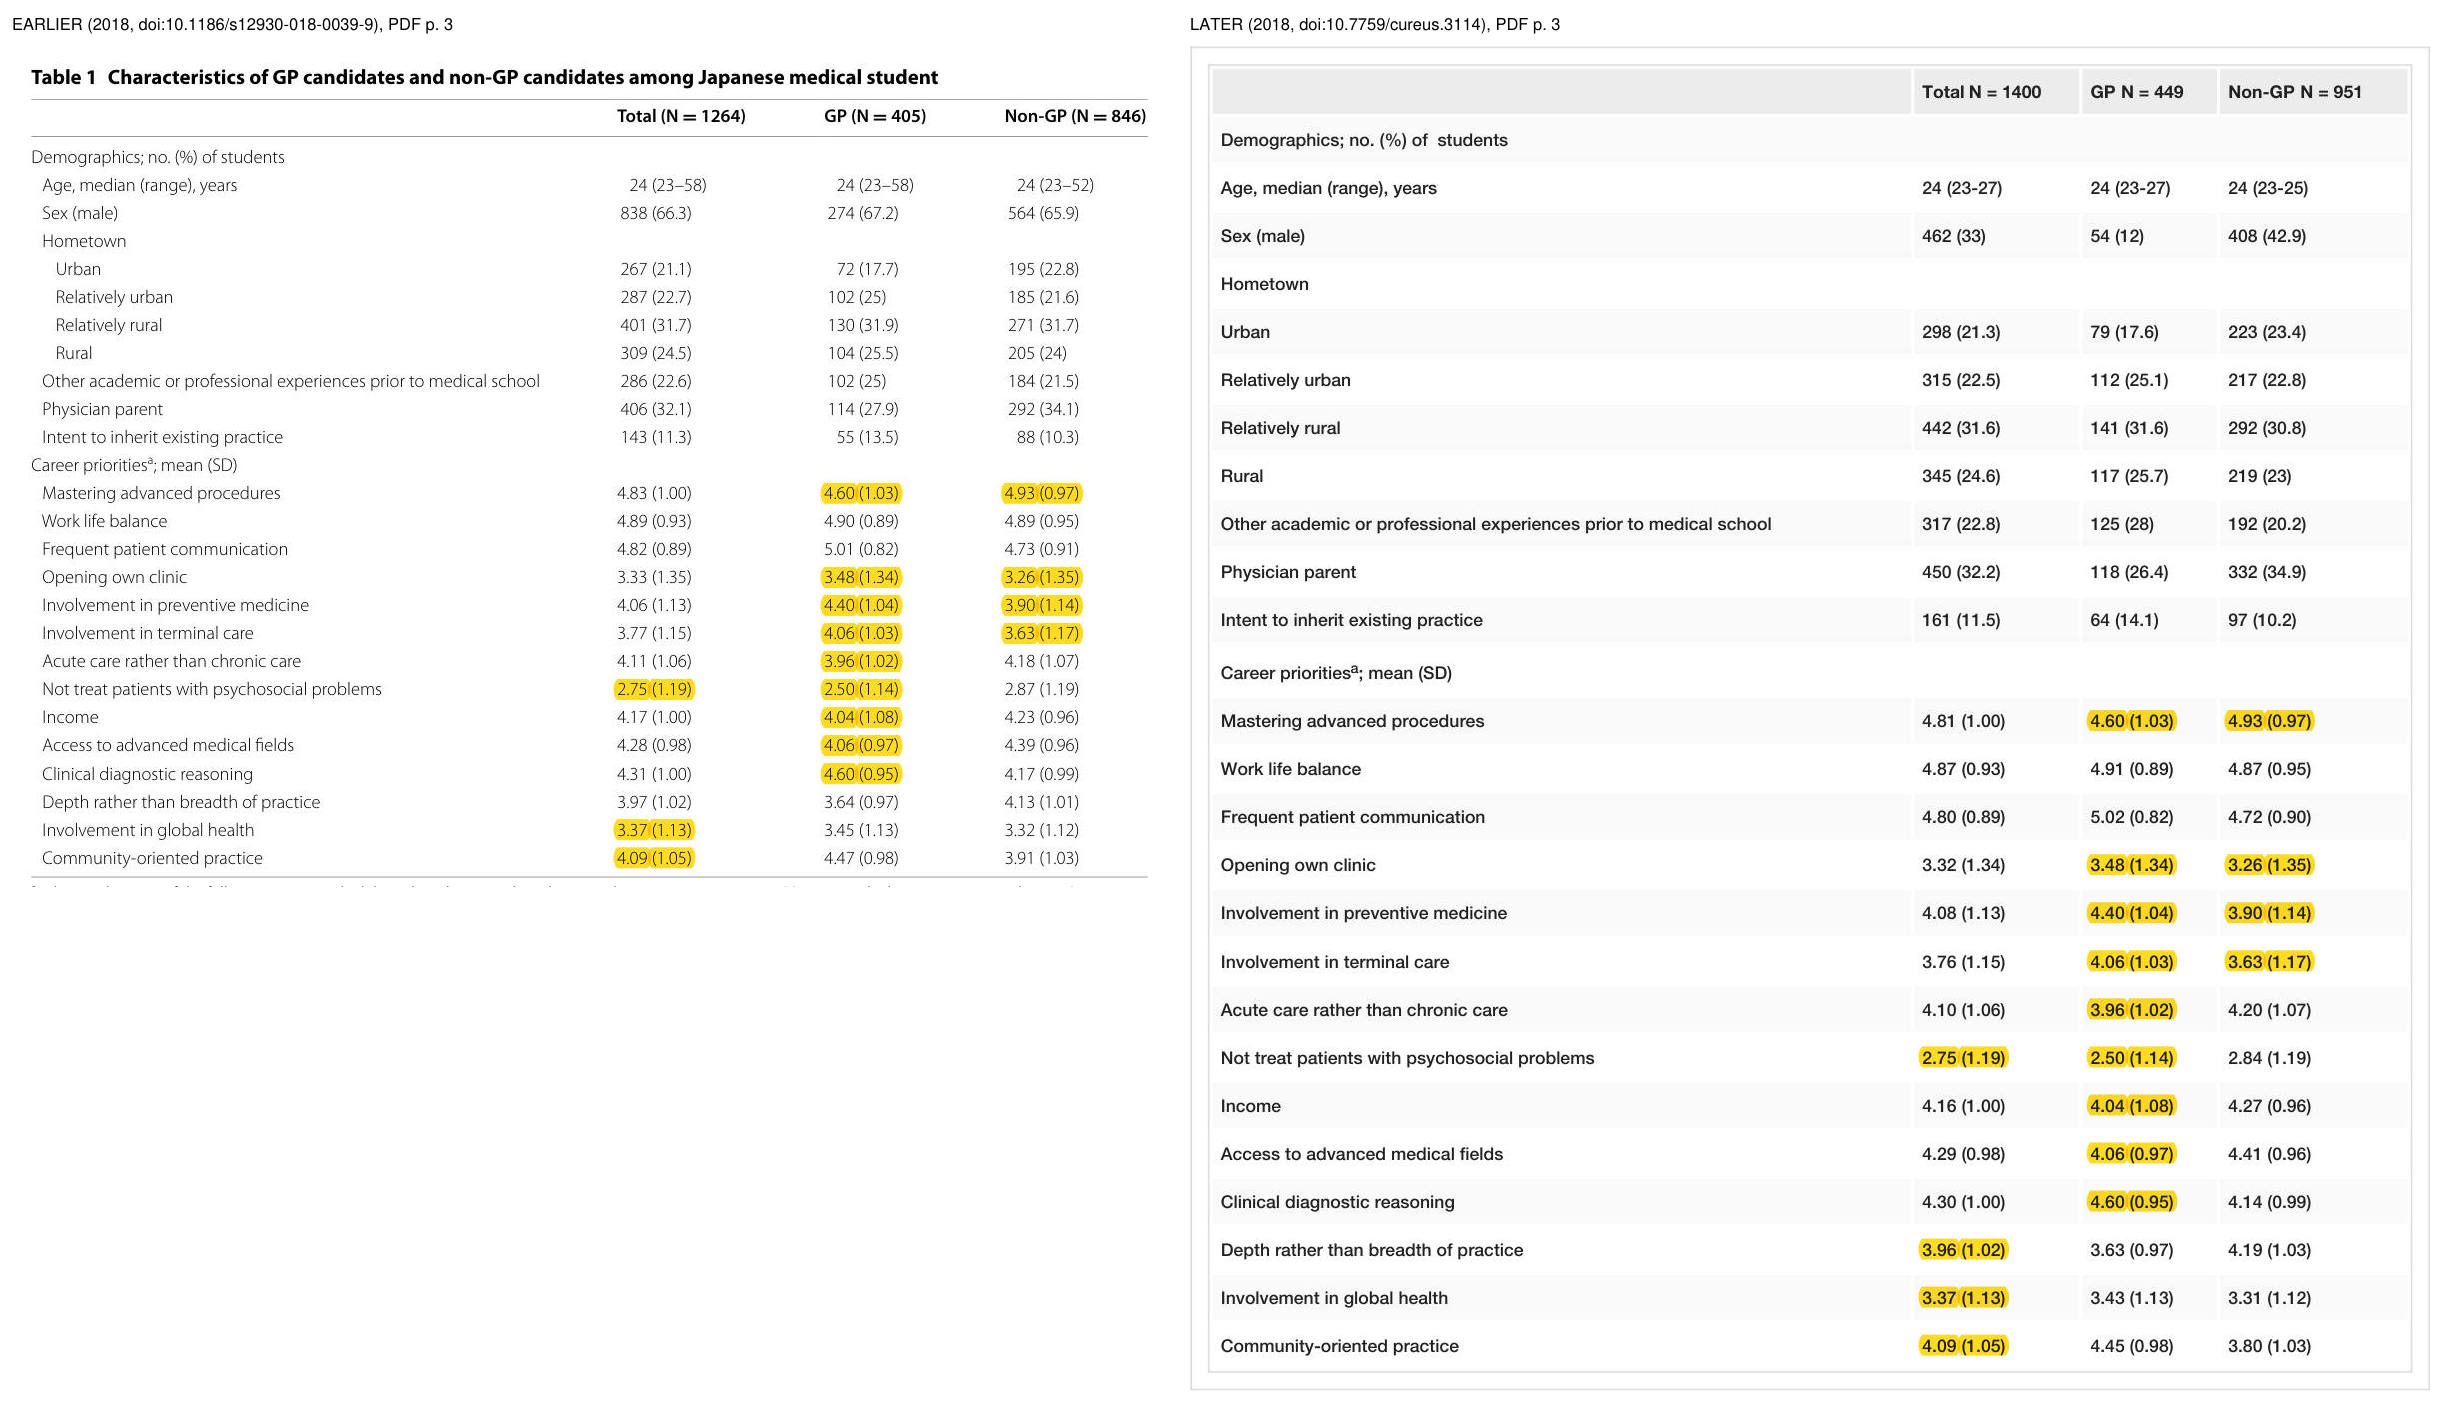 EARLIER (2018, doi:10.1186/s12930-018-0039-9), PDF p. 3
Table 1 Characteristics of GP candidates and non-GP candidates among Japanese medical student
Total (N = 1264) GP (N = 405) Non-GP (N = 846)
Demographics; no. (%) of students
Age, median (range), years 24 (23–58) 24 (23–58) 24 (23–52)
Sex (male) 838 (66.3) 274 (67.2) 564 (65.9)
Hometown
Urban 267 (21.1) 72 (17.7) 195 (22.8)
Relatively urban 287 (22.7) 102 (25) 185 (21.6)
Relatively rural 401 (31.7) 130 (31.9) 271 (31.7)
Rural 309 (24.5) 104 (25.5) 205 (24)
Other academic or professional experiences prior to medical school 286 (22.6) 102 (25) 184 (21.5)
Physician parent 406 (32.1) 114 (27.9) 292 (34.1)
Intent to inherit existing practice 143 (11.3) 55 (13.5) 88 (10.3)
Career prioritiesa; mean (SD)
Mastering advanced procedures 4.83 (1.00) 4.60 (1.03) 4.93 (0.97)
Work life balance 4.89 (0.93) 4.90 (0.89) 4.89 (0.95)
Frequent patient communication 4.82 (0.89) 5.01 (0.82) 4.73 (0.91)
Opening own clinic 3.33 (1.35) 3.48 (1.34) 3.26 (1.35)
Involvement in preventive medicine 4.06 (1.13) 4.40 (1.04) 3.90 (1.14)
Involvement in terminal care 3.77 (1.15) 4.06 (1.03) 3.63 (1.17)
Acute care rather than chronic care 4.11 (1.06) 3.96 (1.02) 4.18 (1.07)
Not treat patients with psychosocial problems 2.75 (1.19) 2.50 (1.14) 2.87 (1.19)
Income 4.17 (1.00) 4.04 (1.08) 4.23 (0.96)
Access to advanced medical fields 4.28 (0.98) 4.06 (0.97) 4.39 (0.96)
Clinical diagnostic reasoning 4.31 (1.00) 4.60 (0.95) 4.17 (0.99)
Depth rather than breadth of practice 3.97 (1.02) 3.64 (0.97) 4.13 (1.01)
Involvement in global health 3.37 (1.13) 3.45 (1.13) 3.32 (1.12)
Community-oriented practice 4.09 (1.05) 4.47 (0.98) 3.91 (1.03)
LATER (2018, doi:10.7759/cureus.3114), PDF p. 3
Total N = 1400 GP N = 449 Non-GP N = 951
Demographics; no. (%) of students
Age, median (range), years 24 (23-27) 24 (23-27) 24 (23-25)
Sex (male) 462 (33) 54 (12) 408 (42.9)
Hometown
Urban 298 (21.3) 79 (17.6) 223 (23.4)
Relatively urban 315 (22.5) 112 (25.1) 217 (22.8)
Relatively rural 442 (31.6) 141 (31.6) 292 (30.8)
Rural 345 (24.6) 117 (25.7) 219 (23)
Other academic or professional experiences prior to medical school 317 (22.8) 125 (28) 192 (20.2)
Physician parent 450 (32.2) 118 (26.4) 332 (34.9)
Intent to inherit existing practice 161 (11.5) 64 (14.1) 97 (10.2)
Career prioritiesa; mean (SD)
Mastering advanced procedures 4.81 (1.00) 4.60 (1.03) 4.93 (0.97)
Work life balance 4.87 (0.93) 4.91 (0.89) 4.87 (0.95)
Frequent patient communication 4.80 (0.89) 5.02 (0.82) 4.72 (0.90)
Opening own clinic 3.32 (1.34) 3.48 (1.34) 3.26 (1.35)
Involvement in preventive medicine 4.08 (1.13) 4.40 (1.04) 3.90 (1.14)
Involvement in terminal care 3.76 (1.15) 4.06 (1.03) 3.63 (1.17)
Acute care rather than chronic care 4.10 (1.06) 3.96 (1.02) 4.20 (1.07)
Not treat patients with psychosocial problems 2.75 (1.19) 2.50 (1.14) 2.84 (1.19)
Income 4.16 (1.00) 4.04 (1.08) 4.27 (0.96)
Access to advanced medical fields 4.29 (0.98) 4.06 (0.97) 4.41 (0.96)
Clinical diagnostic reasoning 4.30 (1.00) 4.60 (0.95) 4.14 (0.99)
Depth rather than breadth of practice 3.96 (1.02) 3.63 (0.97) 4.19 (1.03)
Involvement in global health 3.37 (1.13) 3.43 (1.13) 3.31 (1.12)
Community-oriented practice 4.09 (1.05) 4.45 (0.98) 3.80 (1.03)